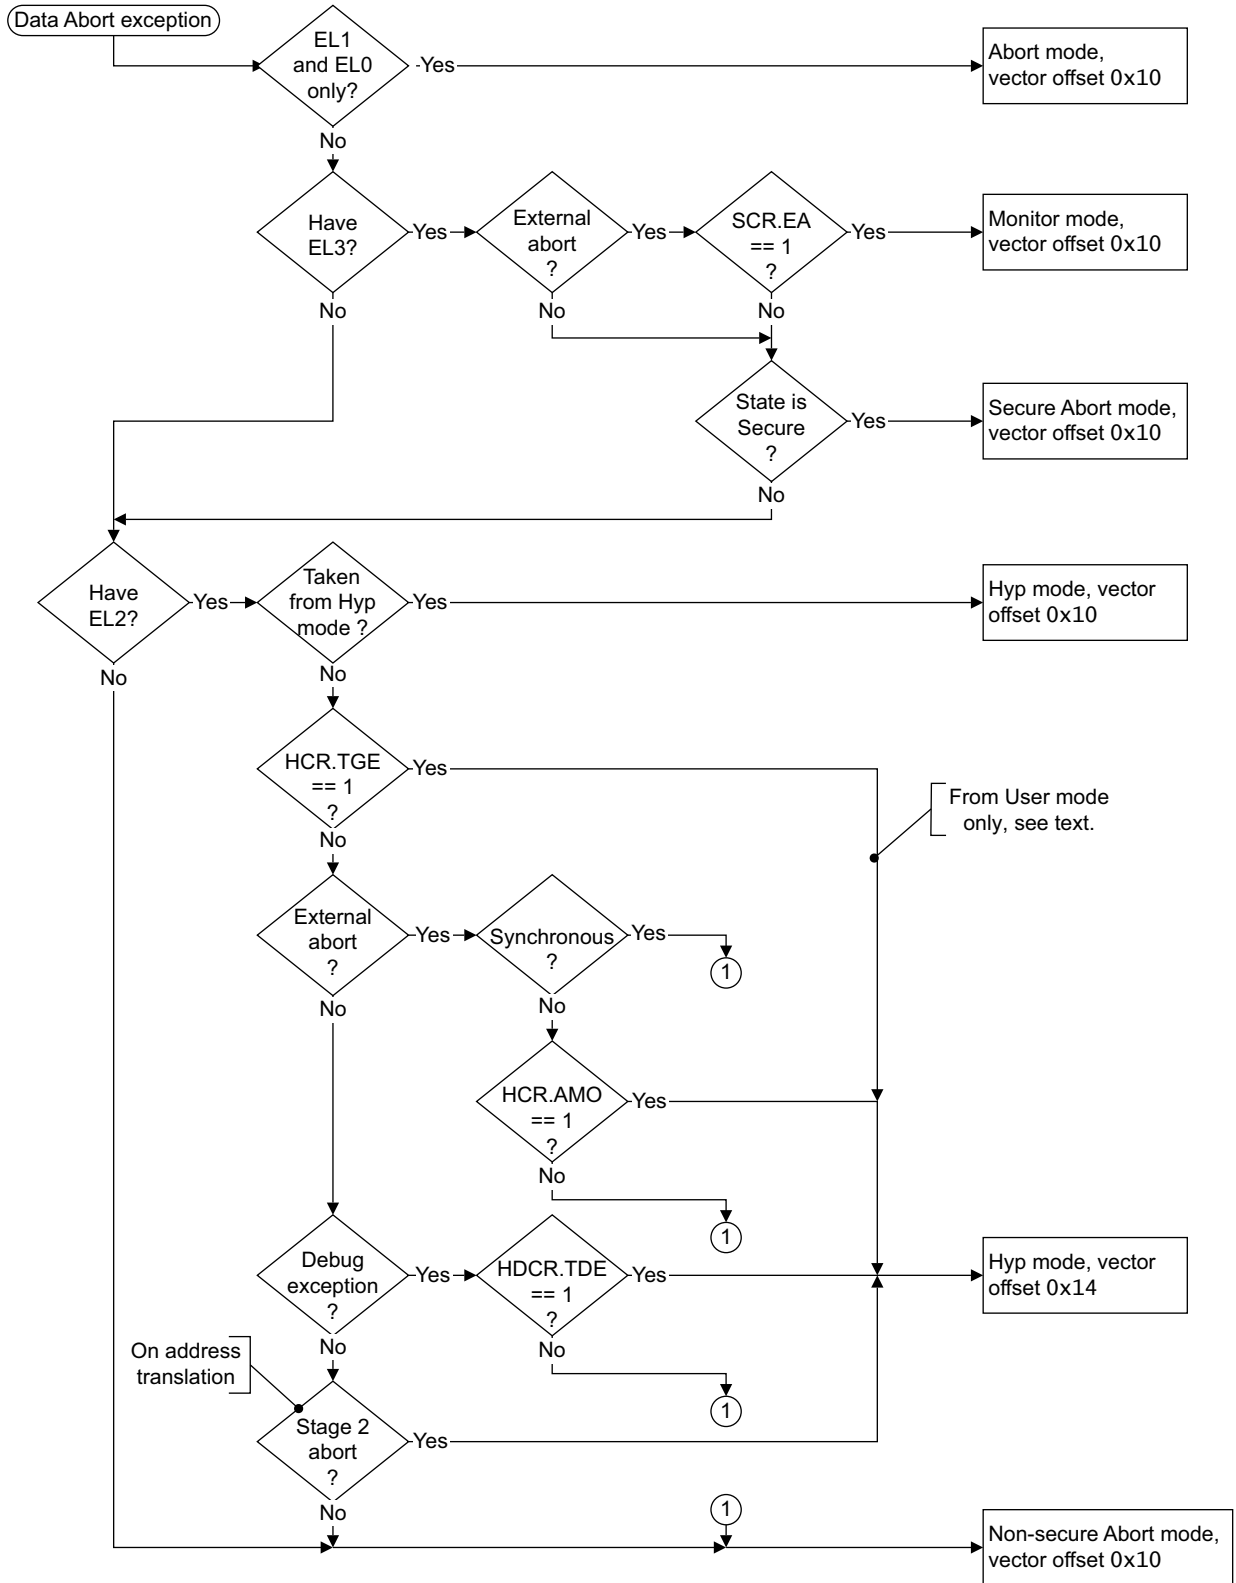 Data Abort exception
EL1
and EL0
only?
Yes
Abort mode,
vector offset 0x10
No
Have
EL3?
Yes
External
abort
?
Yes
SCR.EA
== 1
?
Yes
Monitor mode,
vector offset 0x10
No
No
No
State is
Secure
?
Yes
Secure Abort mode,
vector offset 0x10
No
Have
EL2?
Yes
Taken
from Hyp
mode ?
Yes
Hyp mode, vector
offset 0x10
No
No
HCR.TGE
== 1
?
Yes
From User mode
only, see text.
No
External
abort
?
Yes
Synchronous
?
Yes
1
No
No
HCR.AMO
== 1
?
Yes
No
1
Debug
exception
?
Yes
HDCR.TDE
== 1
?
Yes
Hyp mode, vector
offset 0x14
No
No
On address
translation
1
Stage 2
abort
?
Yes
No
1
Non-secure Abort mode,
vector offset 0x10